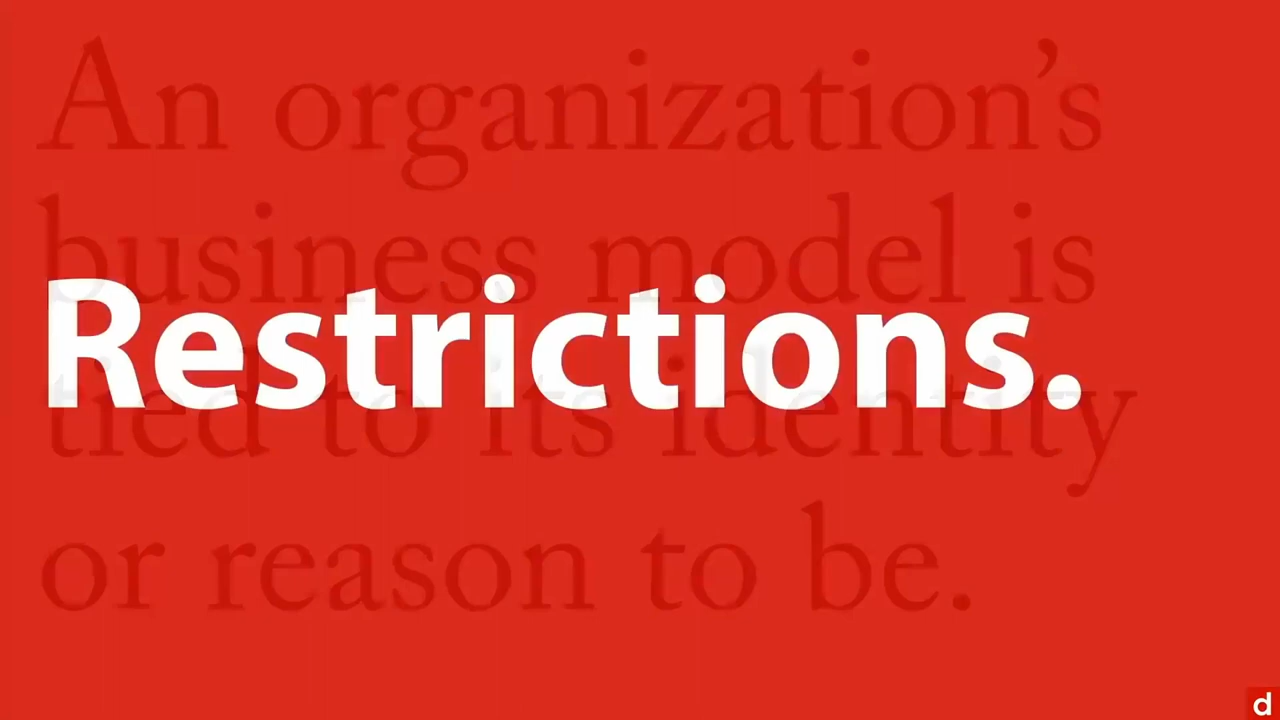 An organization’s
business model is
Restrictions.
tied to its identity
or reason to be.
d